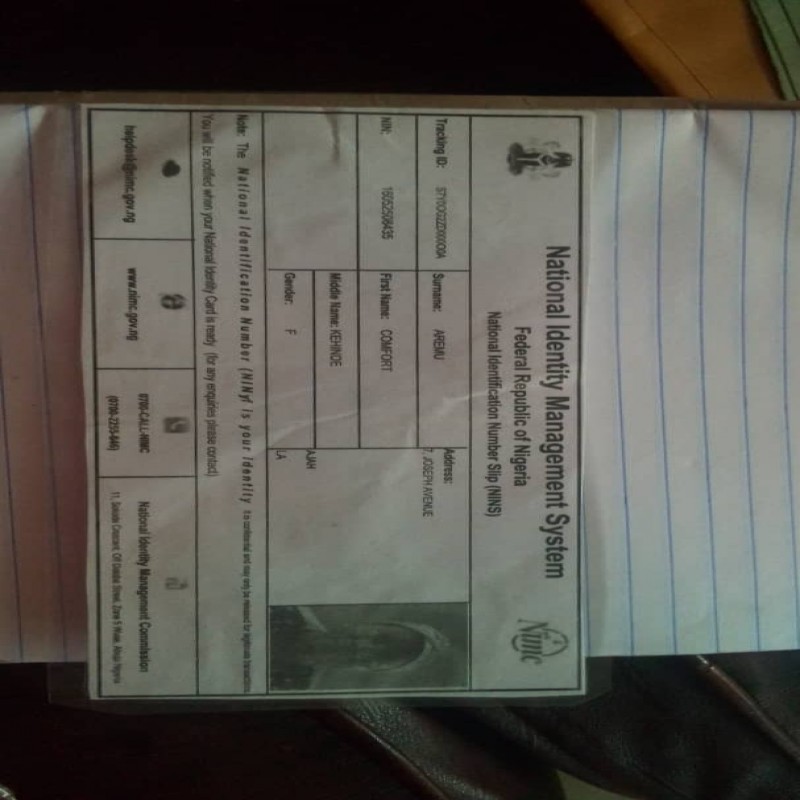 National Identity Management System
Federal Republic of Nigeria
National Identification Number Slip (NINS)
Nimc
Tracking ID:
Surname: AREMU
Address:
7, JOSEPH AVENUE
NIN:
First Name: COMFORT
Middle Name: KEHINDE
AJAH
Gender: F
LA
Note: The National Identification Number (NIN) is your identity. It is confidential and may only be released for legitimate transactions.
You will be notified when your National Identity Card is ready (for any enquiries please contact)
helpdesk@nimc.gov.ng
www.nimc.gov.ng
0700-CALL-NIMC
(0700-2255-646)
National Identity Management Commission
11, Sokode Crescent, Off Dalaba Street, Zone 5 Wuse, Abuja Nigeria